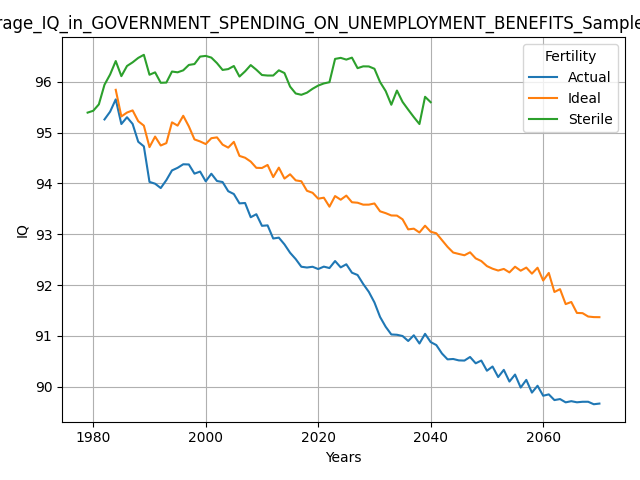 rage_IQ_in_GOVERNMENT_SPENDING_ON_UNEMPLOYMENT_BENEFITS_Sample
Fertility
Actual
Ideal
Sterile
IQ
96
95
94
93
92
91
90
1980 2000 2020 2040 2060
Years